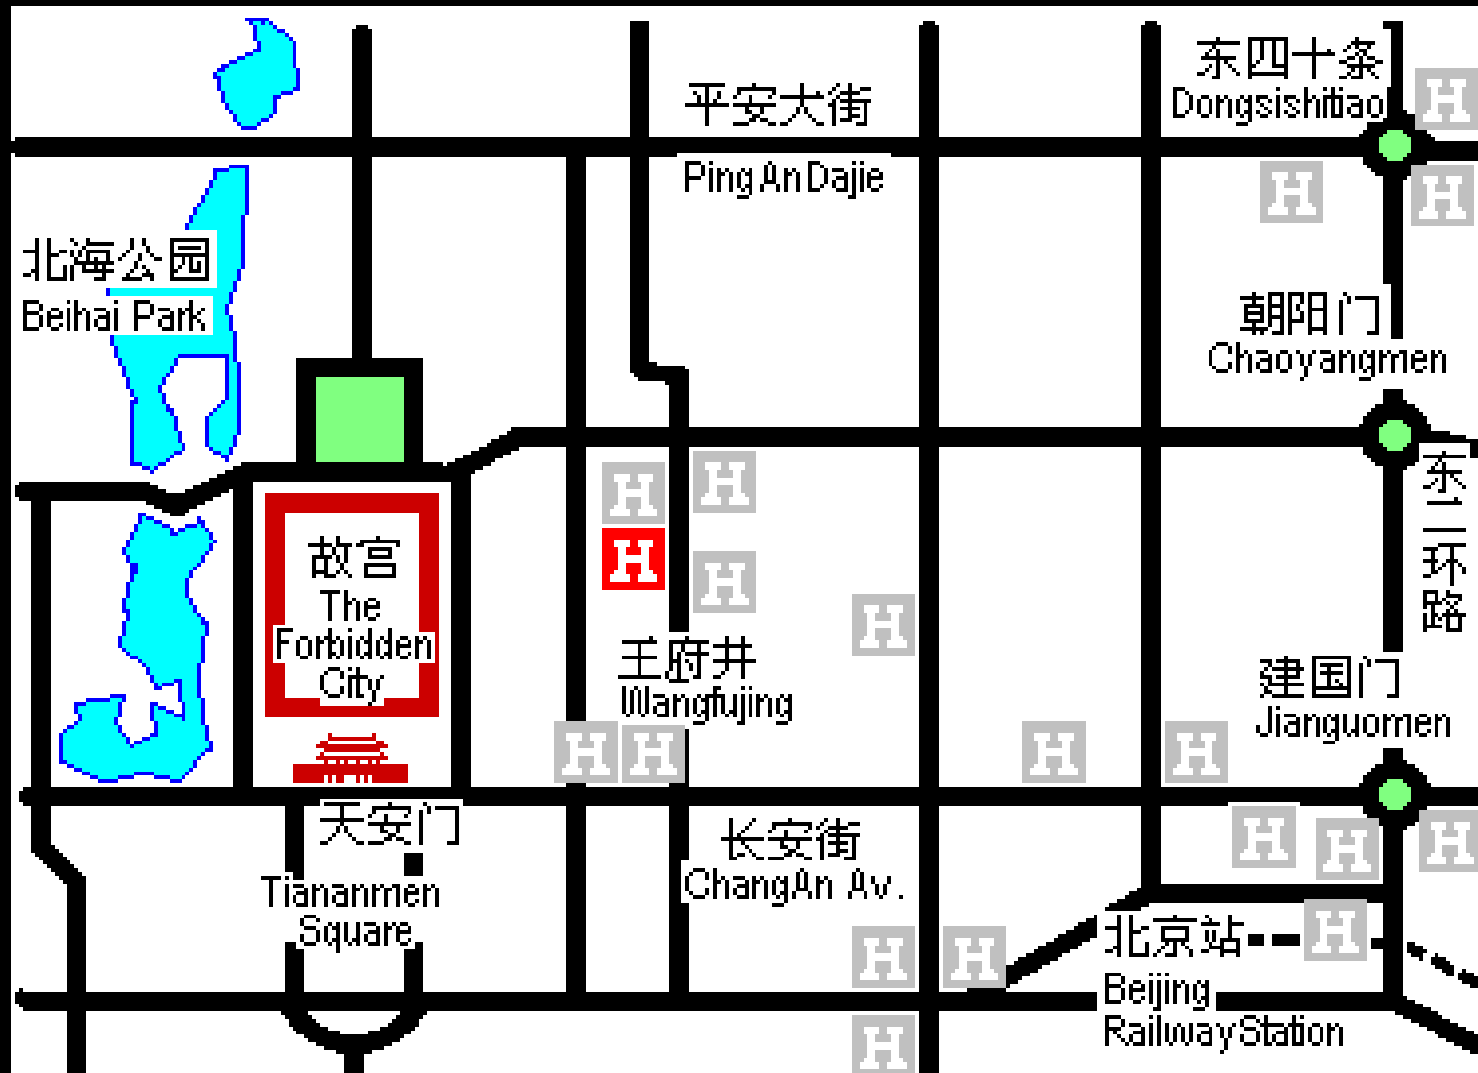 东四十条
Dongsishitiao
H
平安大街
Ping An Dajie
H
H
北海公园
Beihai Park
朝阳门
Chaoyangmen
H
H
东二环路
故宫
The
Forbidden
City
H
H
H
王府井
Wangfujing
建国门
Jianguomen
H
H
H
H
天安门
Tiananmen
Square
长安街
ChangAn Av.
H
H
H
H
H
H
北京站
Beijing
Railway Station
H